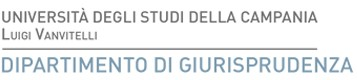 UNIVERSITÀ DEGLI STUDI DELLA CAMPANIA
LUIGI VANVITELLI
DIPARTIMENTO DI GIURISPRUDENZA